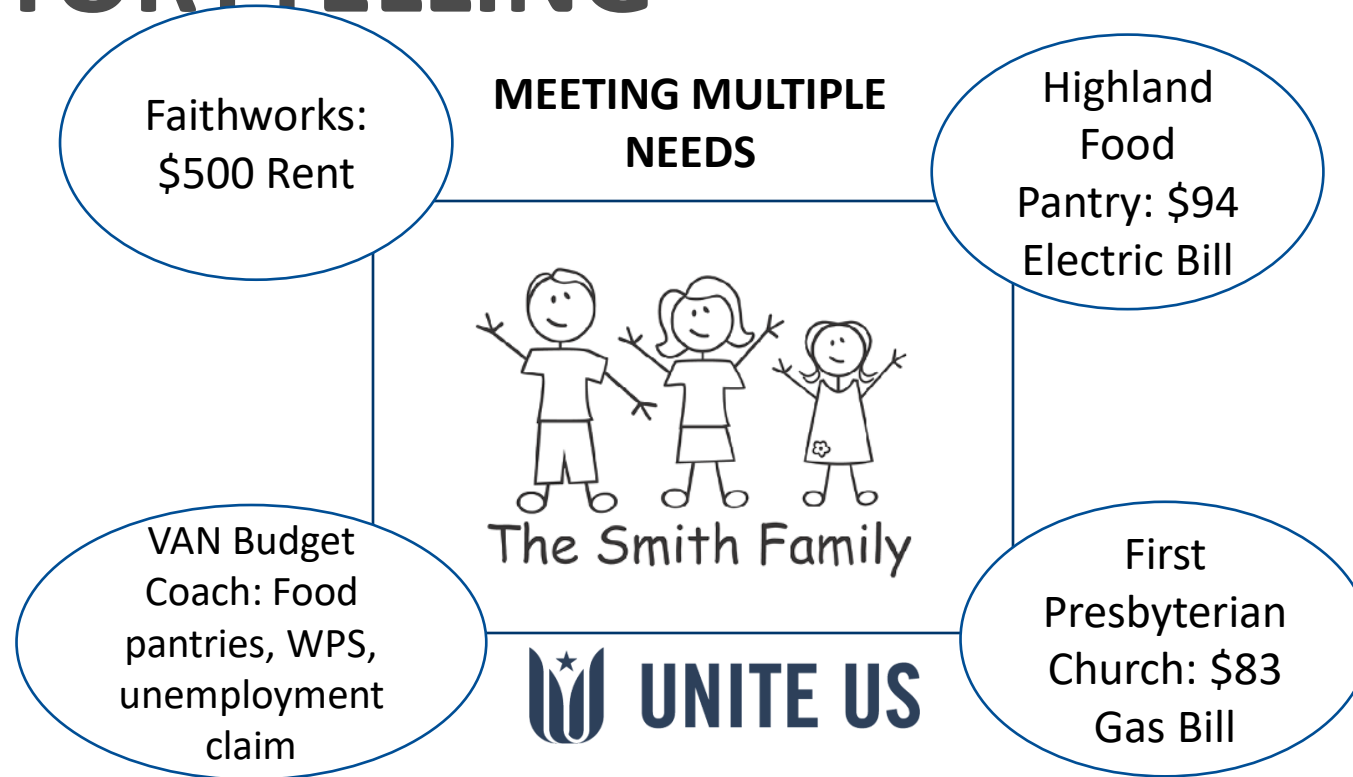 TORYTELLING
MEETING MULTIPLE
NEEDS
Faithworks:
$500 Rent
Highland
Food
Pantry: $94
Electric Bill
The Smith Family
VAN Budget
Coach: Food
pantries, WPS,
unemployment
claim
First
Presbyterian
Church: $83
Gas Bill
UNITE US